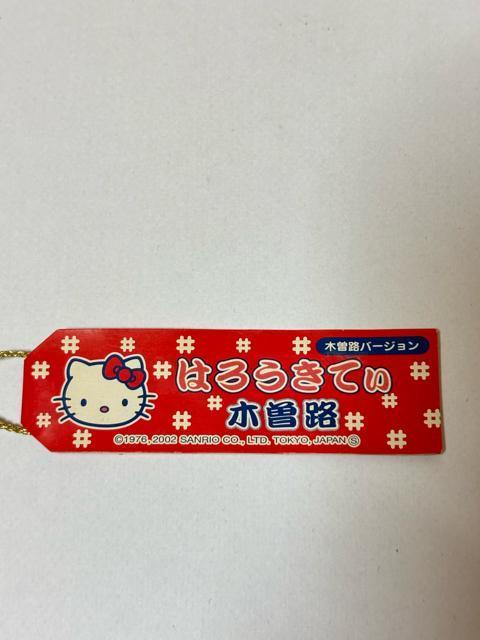 木曽路バージョン
はろうきてぃ
木曽路
©1976, 2002 SANRIO CO., LTD. TOKYO, JAPAN Ⓢ